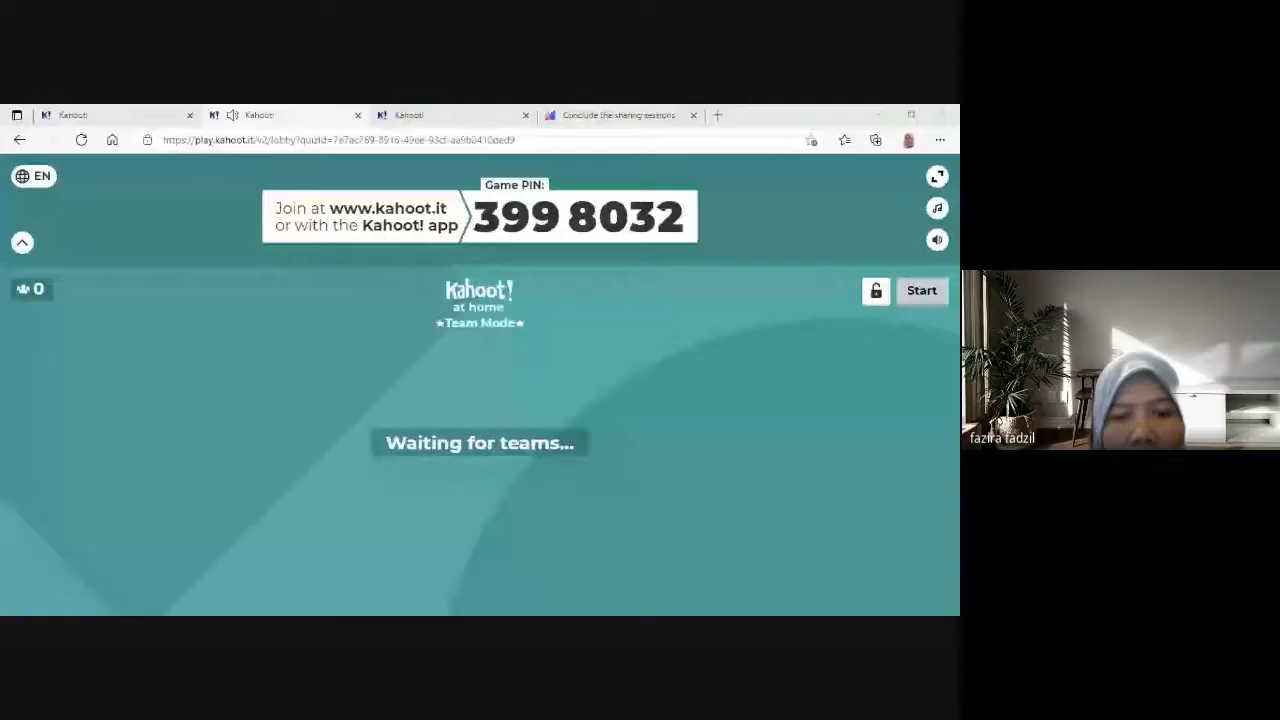 Kahoot!
Kahoot!
Kahoot!
Conclude the sharing sessions
EN
Game PIN:
Join at www.kahoot.it
or with the Kahoot! app
399 8032
0
Kahoot!
at home
★Team Mode★
Start
Waiting for teams...
fazira fadzil